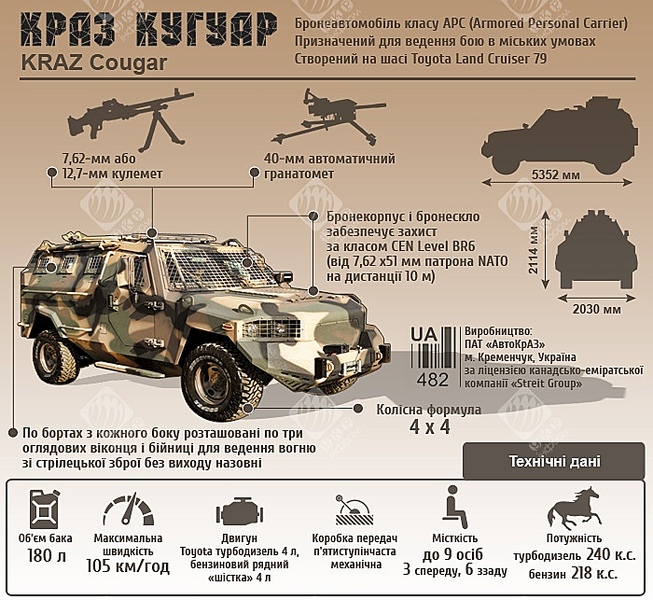 КРАЗ КУГУАР
KRAZ Cougar
Бронеавтомобіль класу APC (Armored Personal Carrier)
Призначений для ведення бою в міських умовах
Створений на шасі Toyota Land Cruiser 79
7,62-мм або
12,7-мм кулемет
40-мм автоматичний
гранатомет
5352 мм
2114 мм
2030 мм
Бронекорпус і бронескло
забезпечує захист
за класом CEN Level BR6
(від 7,62 х51 мм патрона NATO
на дистанції 10 м)
UA
482
Виробництво:
ПАТ «АвтоКрАЗ»
м. Кременчук, Україна
за ліцензією канадсько-еміратської
компанії «Streit Group»
Колісна формула
4 х 4
По бортах з кожного боку розташовані по три
оглядових віконця і бійниці для ведення вогню
зі стрілецької зброї без виходу назовні
Технічні дані
Об'єм бака
180 л
Максимальна
швидкість
105 км/год
Двигун
Toyota турбодизель 4 л,
бензиновий рядний
«шістка» 4 л
Коробка передач
п'ятиступінчаста
механічна
Місткість
до 9 осіб
3 спереду, 6 ззаду
Потужність
турбодизель 240 к.с.
бензин 218 к.с.